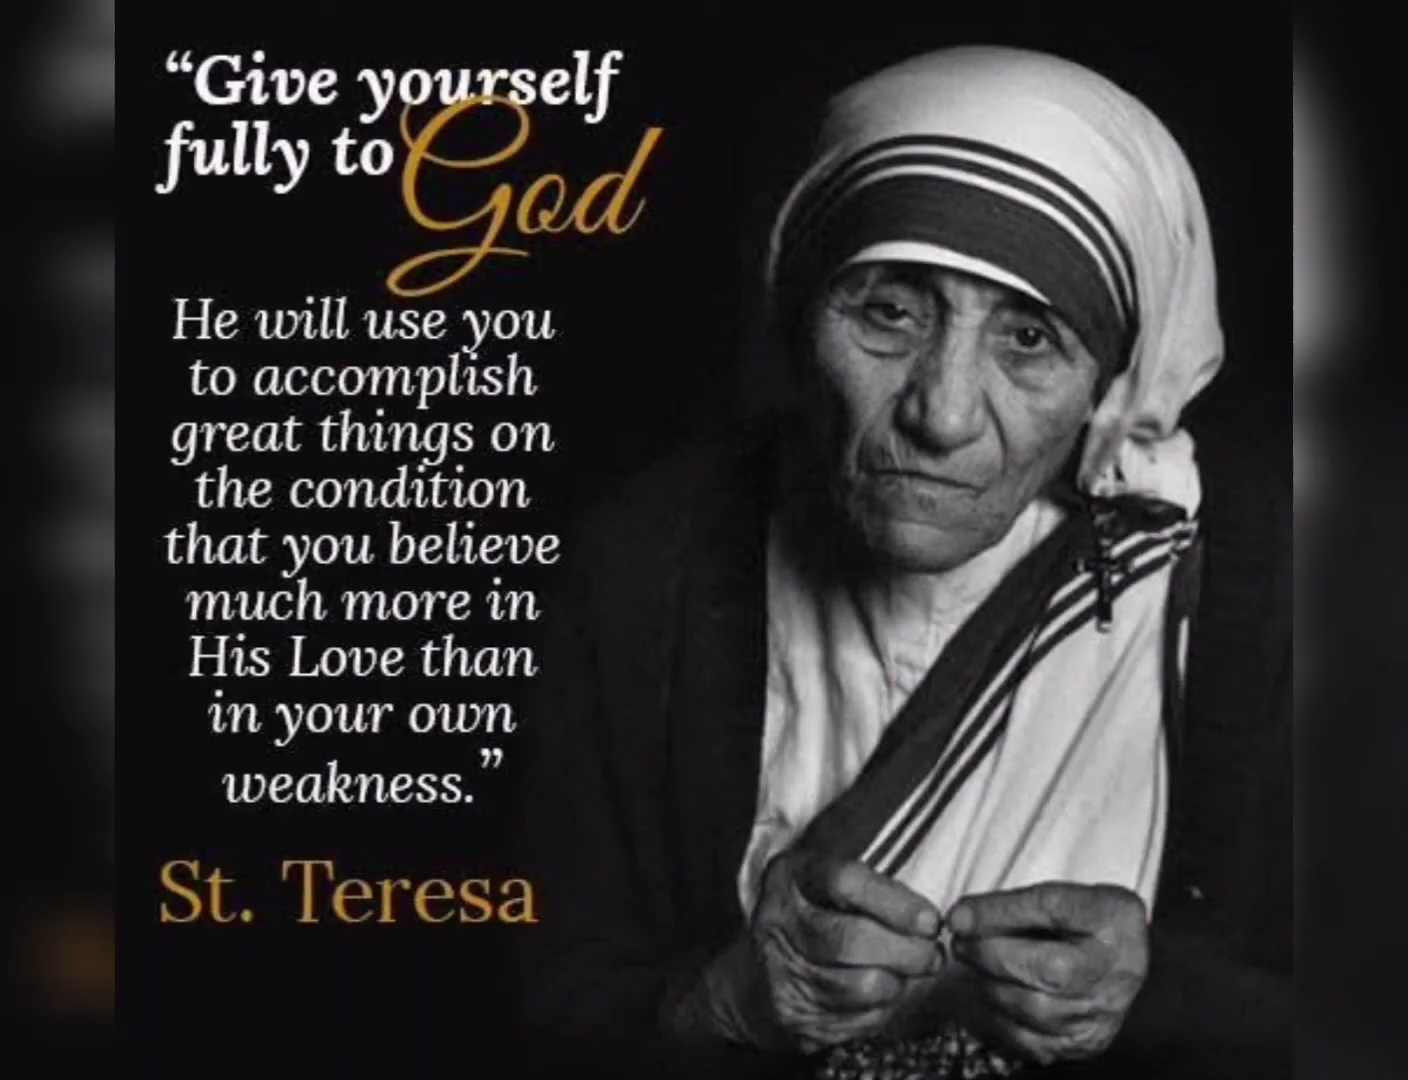 “Give yourself
fully to God
He will use you
to accomplish
great things on
the condition
that you believe
much more in
His Love than
in your own
weakness.”
St. Teresa